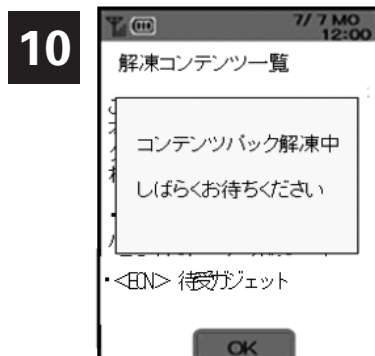 10
7/ 7 MO
12:00
解凍コンテンツ一覧
コンテンツパック解凍中
しばらくお待ちください
・<EON> 待受ガジェット
OK